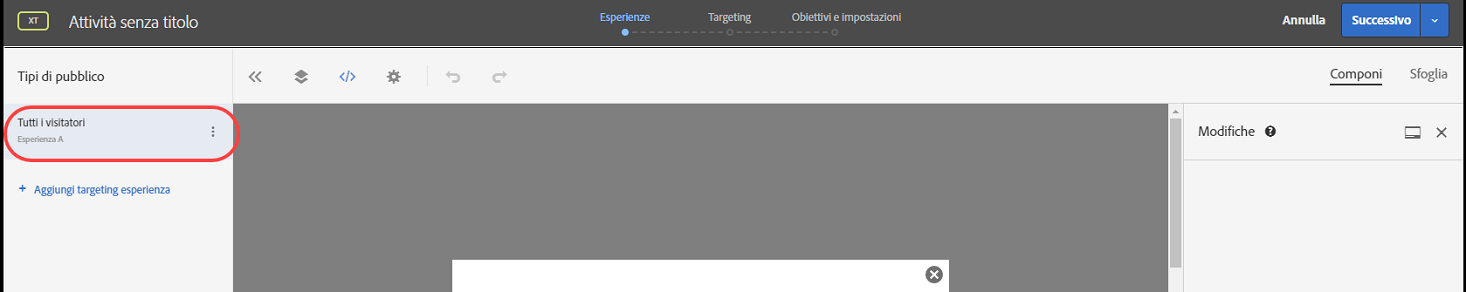 XT Attività senza titolo Esperienze Targeting Obiettivi e impostazioni Annulla Successivo
Tipi di pubblico Componi Sfoglia
Tutti i visitatori
Esperienza A
Modifiche ?
+ Aggiungi targeting esperienza